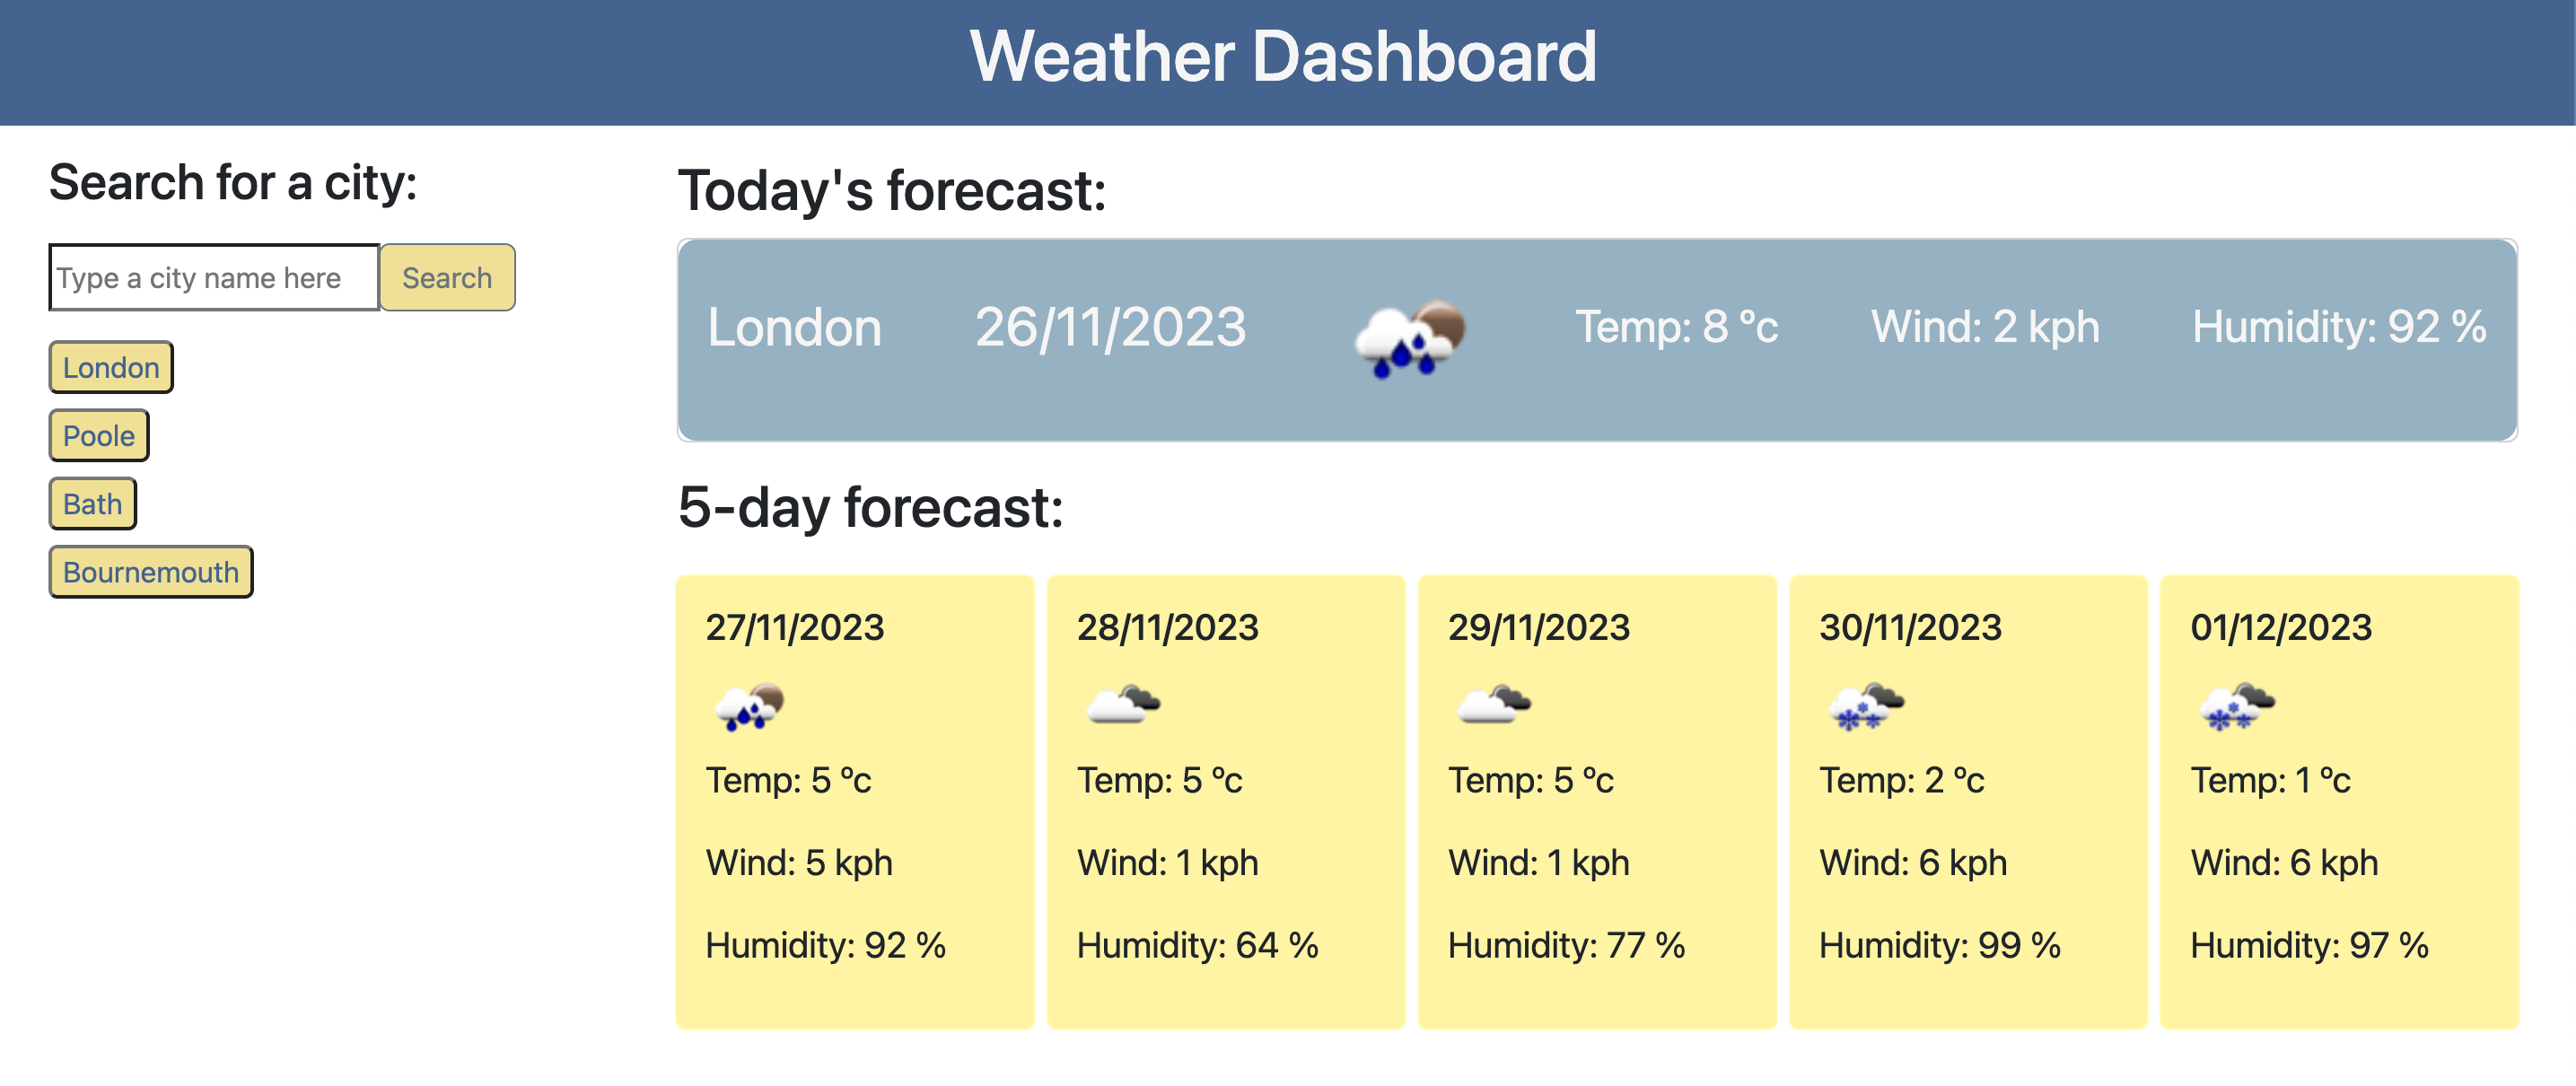 Weather Dashboard
Search for a city:
Type a city name here
Search
London
Poole
Bath
Bournemouth
Today's forecast:
London 26/11/2023 Temp: 8 °c Wind: 2 kph Humidity: 92 %
5-day forecast:
27/11/2023
Temp: 5 °c
Wind: 5 kph
Humidity: 92 %
28/11/2023
Temp: 5 °c
Wind: 1 kph
Humidity: 64 %
29/11/2023
Temp: 5 °c
Wind: 1 kph
Humidity: 77 %
30/11/2023
Temp: 2 °c
Wind: 6 kph
Humidity: 99 %
01/12/2023
Temp: 1 °c
Wind: 6 kph
Humidity: 97 %